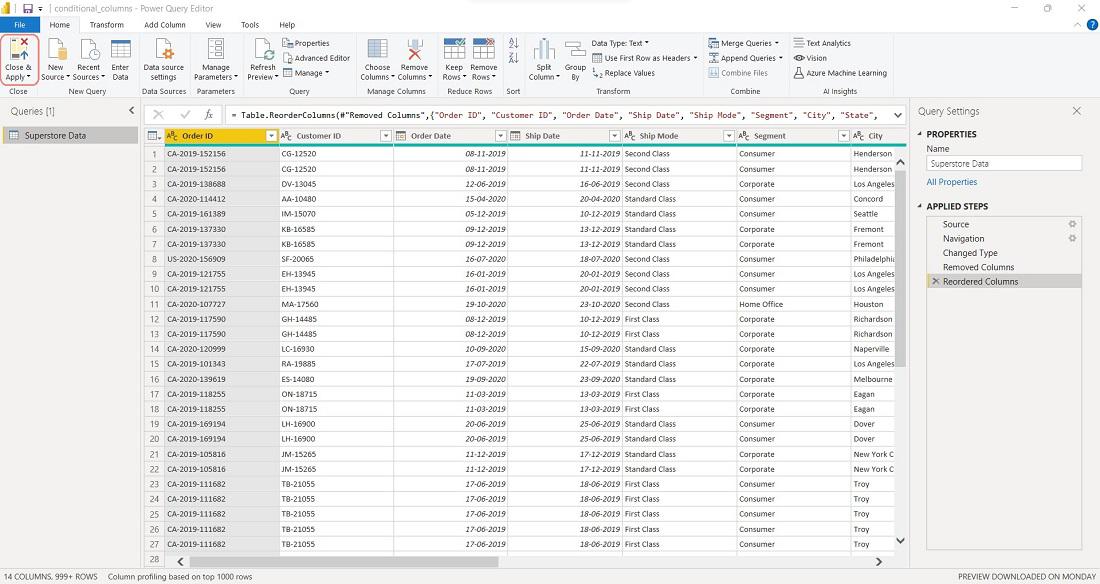 conditional_columns - Power Query Editor
File Home Transform Add Column View Tools Help
Close & Apply
New Source
Recent Sources
Enter Data
Data source settings
Manage Parameters
Refresh Preview
Properties
Advanced Editor
Manage
Choose Columns
Remove Columns
Keep Rows
Remove Rows
Split Column
Group By
Data Type: Text
Use First Row as Headers
Replace Values
Merge Queries
Append Queries
Combine Files
Text Analytics
Vision
Azure Machine Learning
Close New Query Data Sources Parameters Query Manage Columns Reduce Rows Sort Transform Combine AI Insights
Queries [1]
Superstore Data
= Table.ReorderColumns(#"Removed Columns",{"Order ID", "Customer ID", "Order Date", "Ship Date", "Ship Mode", "Segment", "City", "State",
Order ID Customer ID Order Date Ship Date Ship Mode Segment City
1 CA-2019-152156 CG-12520 08-11-2019 11-11-2019 Second Class Consumer Henderson
2 CA-2019-152156 CG-12520 08-11-2019 11-11-2019 Second Class Consumer Henderson
3 CA-2019-138688 DV-13045 12-06-2019 16-06-2019 Second Class Corporate Los Angeles
4 CA-2020-114412 AA-10480 15-04-2020 20-04-2020 Standard Class Consumer Concord
5 CA-2019-161389 IM-15070 05-12-2019 10-12-2019 Standard Class Consumer Seattle
6 CA-2019-137330 KB-16585 09-12-2019 13-12-2019 Standard Class Corporate Fremont
7 CA-2019-137330 KB-16585 09-12-2019 13-12-2019 Standard Class Corporate Fremont
8 US-2020-156909 SF-20065 16-07-2020 18-07-2020 Second Class Consumer Philadelphi
9 CA-2019-121755 EH-13945 16-01-2019 20-01-2019 Second Class Consumer Los Angeles
10 CA-2019-121755 EH-13945 16-01-2019 20-01-2019 Second Class Consumer Los Angeles
11 CA-2020-107727 MA-17560 19-10-2020 23-10-2020 Second Class Home Office Houston
12 CA-2019-117590 GH-14485 08-12-2019 10-12-2019 First Class Corporate Richardson
13 CA-2019-117590 GH-14485 08-12-2019 10-12-2019 First Class Corporate Richardson
14 CA-2020-120999 LC-16930 10-09-2020 15-09-2020 Standard Class Corporate Naperville
15 CA-2019-101343 RA-19885 17-07-2019 22-07-2019 Standard Class Corporate Los Angeles
16 CA-2020-139619 ES-14080 19-09-2020 23-09-2020 Standard Class Corporate Melbourne
17 CA-2019-118255 ON-18715 11-03-2019 13-03-2019 First Class Corporate Eagan
18 CA-2019-118255 ON-18715 11-03-2019 13-03-2019 First Class Corporate Eagan
19 CA-2019-169194 LH-16900 20-06-2019 25-06-2019 Standard Class Consumer Dover
20 CA-2019-169194 LH-16900 20-06-2019 25-06-2019 Standard Class Consumer Dover
21 CA-2019-105816 JM-15265 11-12-2019 17-12-2019 Standard Class Corporate New York C
22 CA-2019-105816 JM-15265 11-12-2019 17-12-2019 Standard Class Corporate New York C
23 CA-2019-111682 TB-21055 17-06-2019 18-06-2019 First Class Consumer Troy
24 CA-2019-111682 TB-21055 17-06-2019 18-06-2019 First Class Consumer Troy
25 CA-2019-111682 TB-21055 17-06-2019 18-06-2019 First Class Consumer Troy
26 CA-2019-111682 TB-21055 17-06-2019 18-06-2019 First Class Consumer Troy
27 CA-2019-111682 TB-21055 17-06-2019 18-06-2019 First Class Consumer Troy
28
Query Settings
PROPERTIES
Name
Superstore Data
All Properties
APPLIED STEPS
Source
Navigation
Changed Type
Removed Columns
Reordered Columns
14 COLUMNS, 999+ ROWS Column profiling based on top 1000 rows PREVIEW DOWNLOADED ON MONDAY